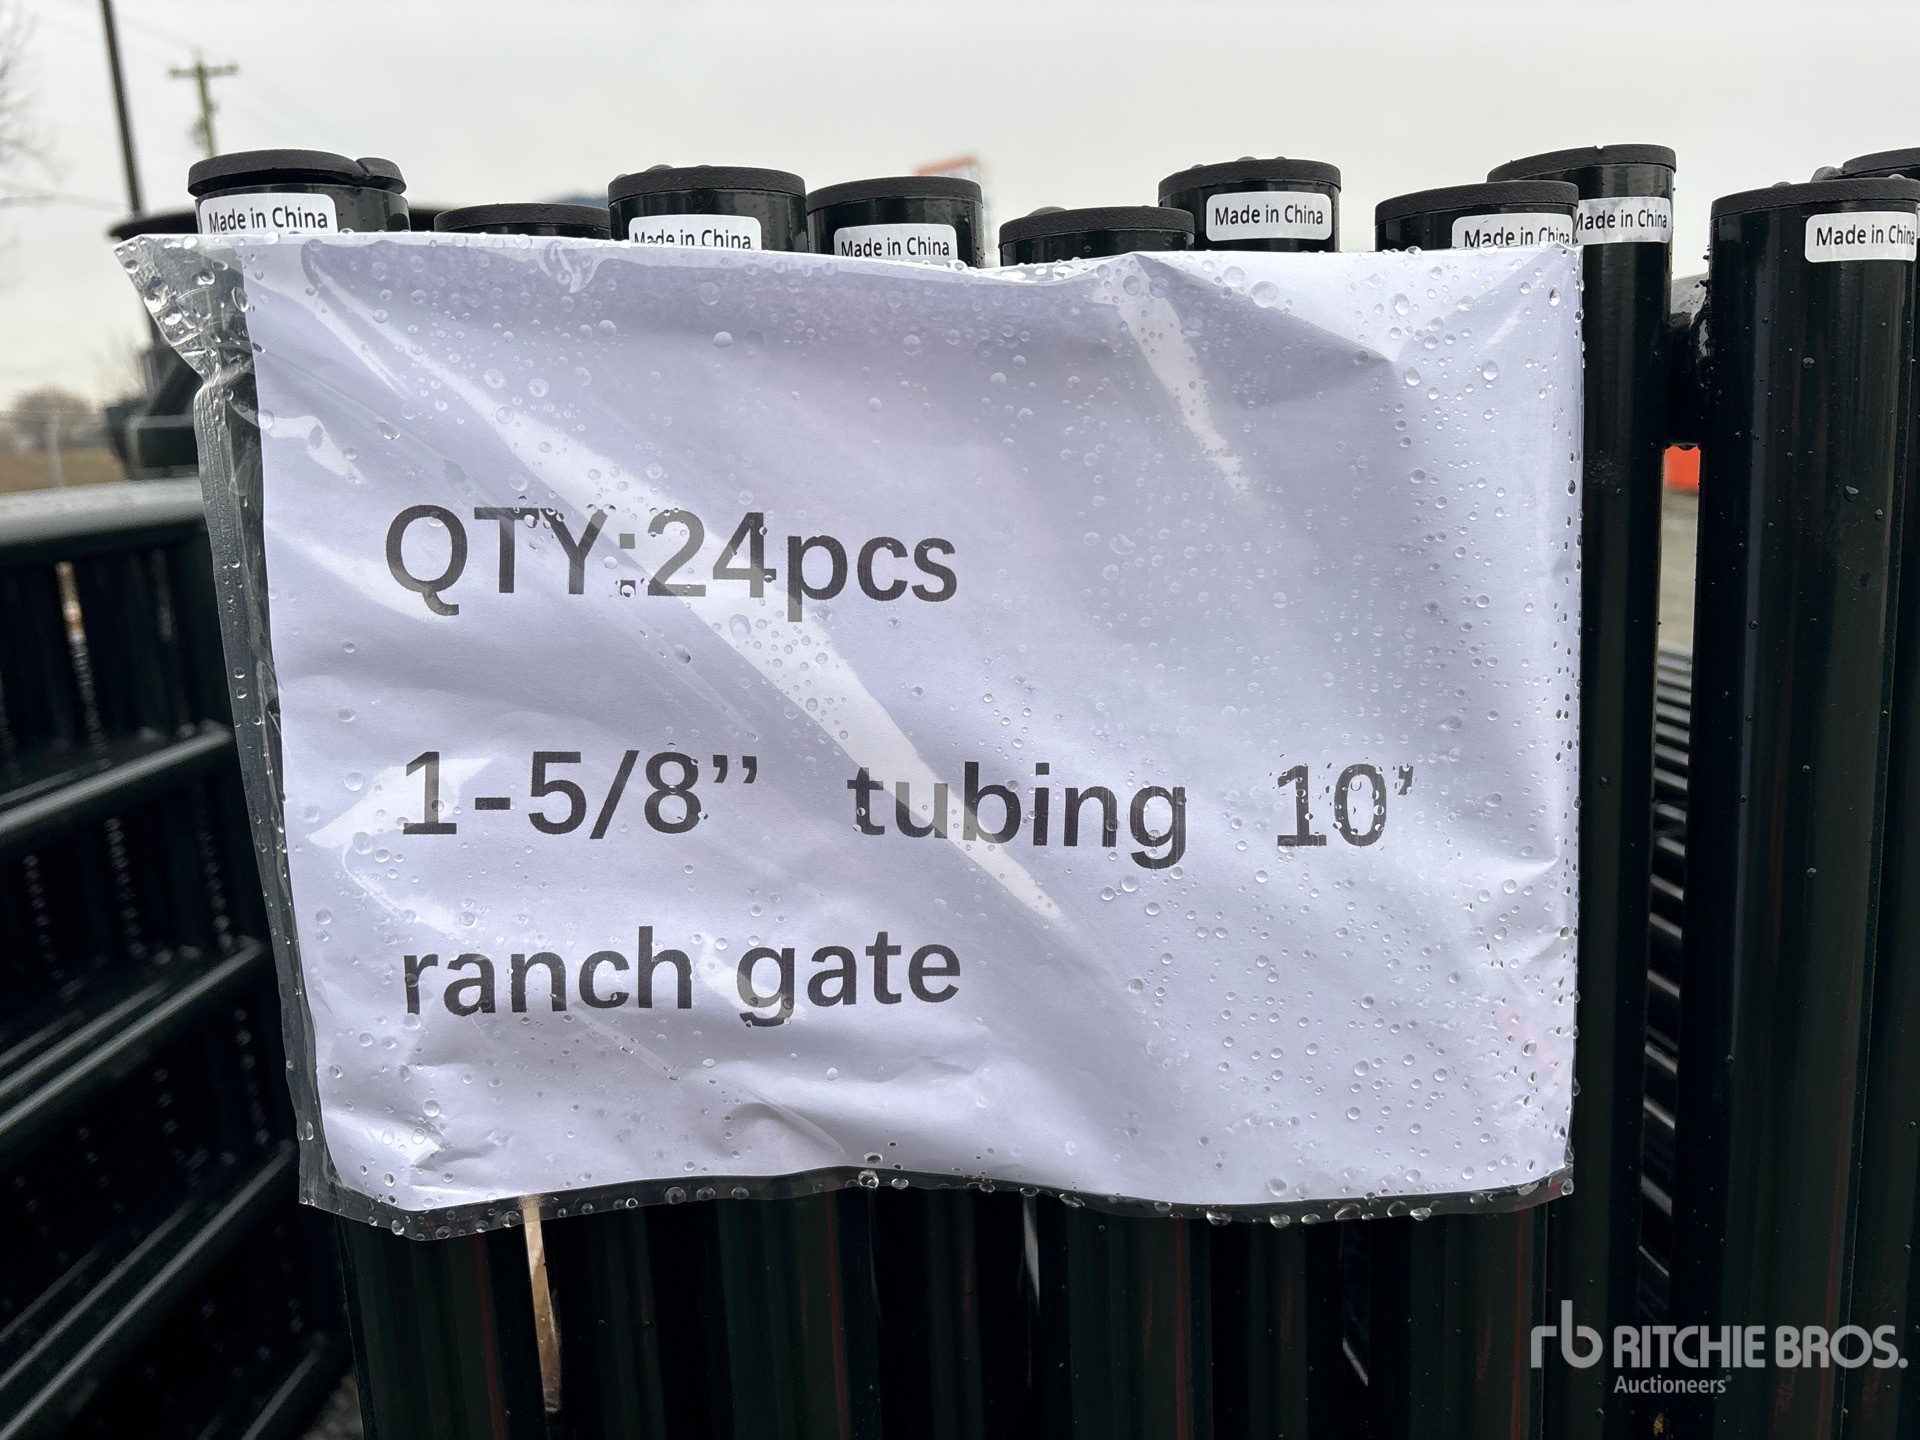 Made in China
Made in China
Made in China
Made in China
Made in China
Made in China
Made in China
QTY:24pcs
1-5/8” tubing 10’
ranch gate
rb RITCHIE BROS.
Auctioneers